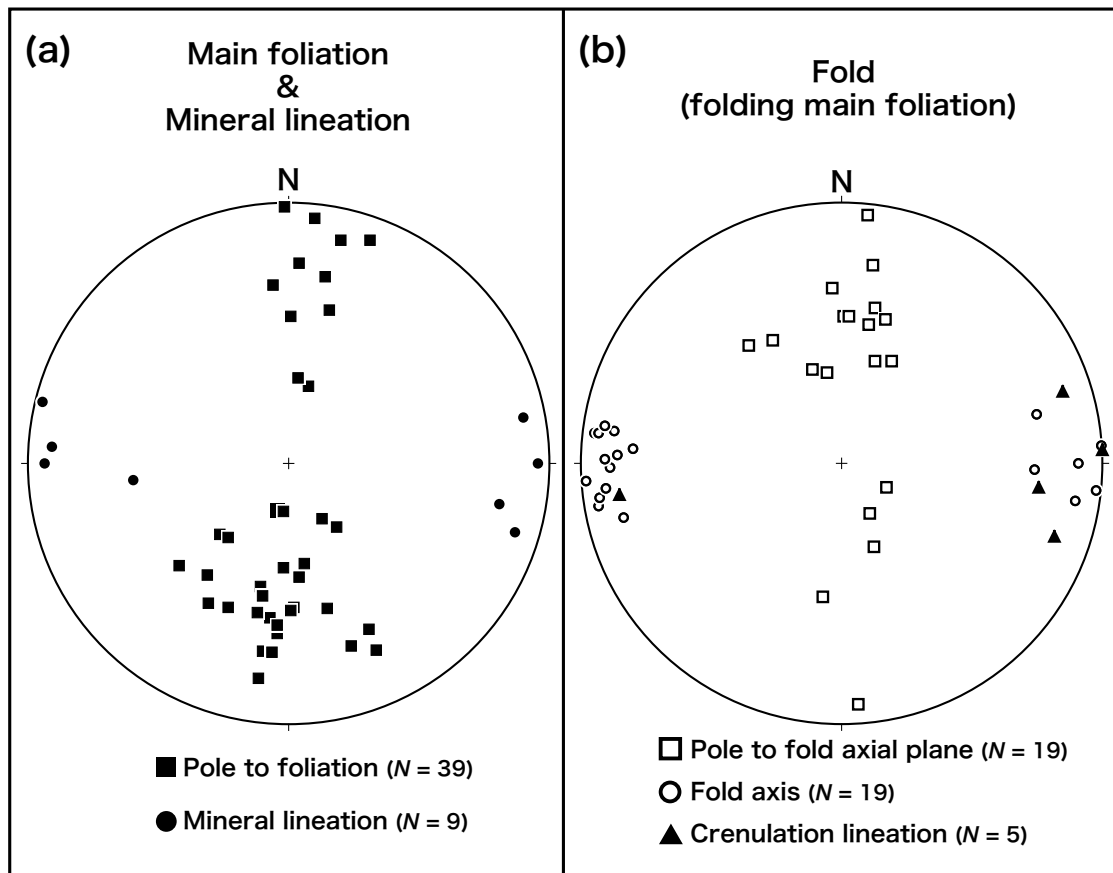 (a)
Main foliation
&
Mineral lineation
N
Pole to foliation (N = 39)
Mineral lineation (N = 9)
(b)
Fold
(folding main foliation)
N
Pole to fold axial plane (N = 19)
Fold axis (N = 19)
Crenulation lineation (N = 5)